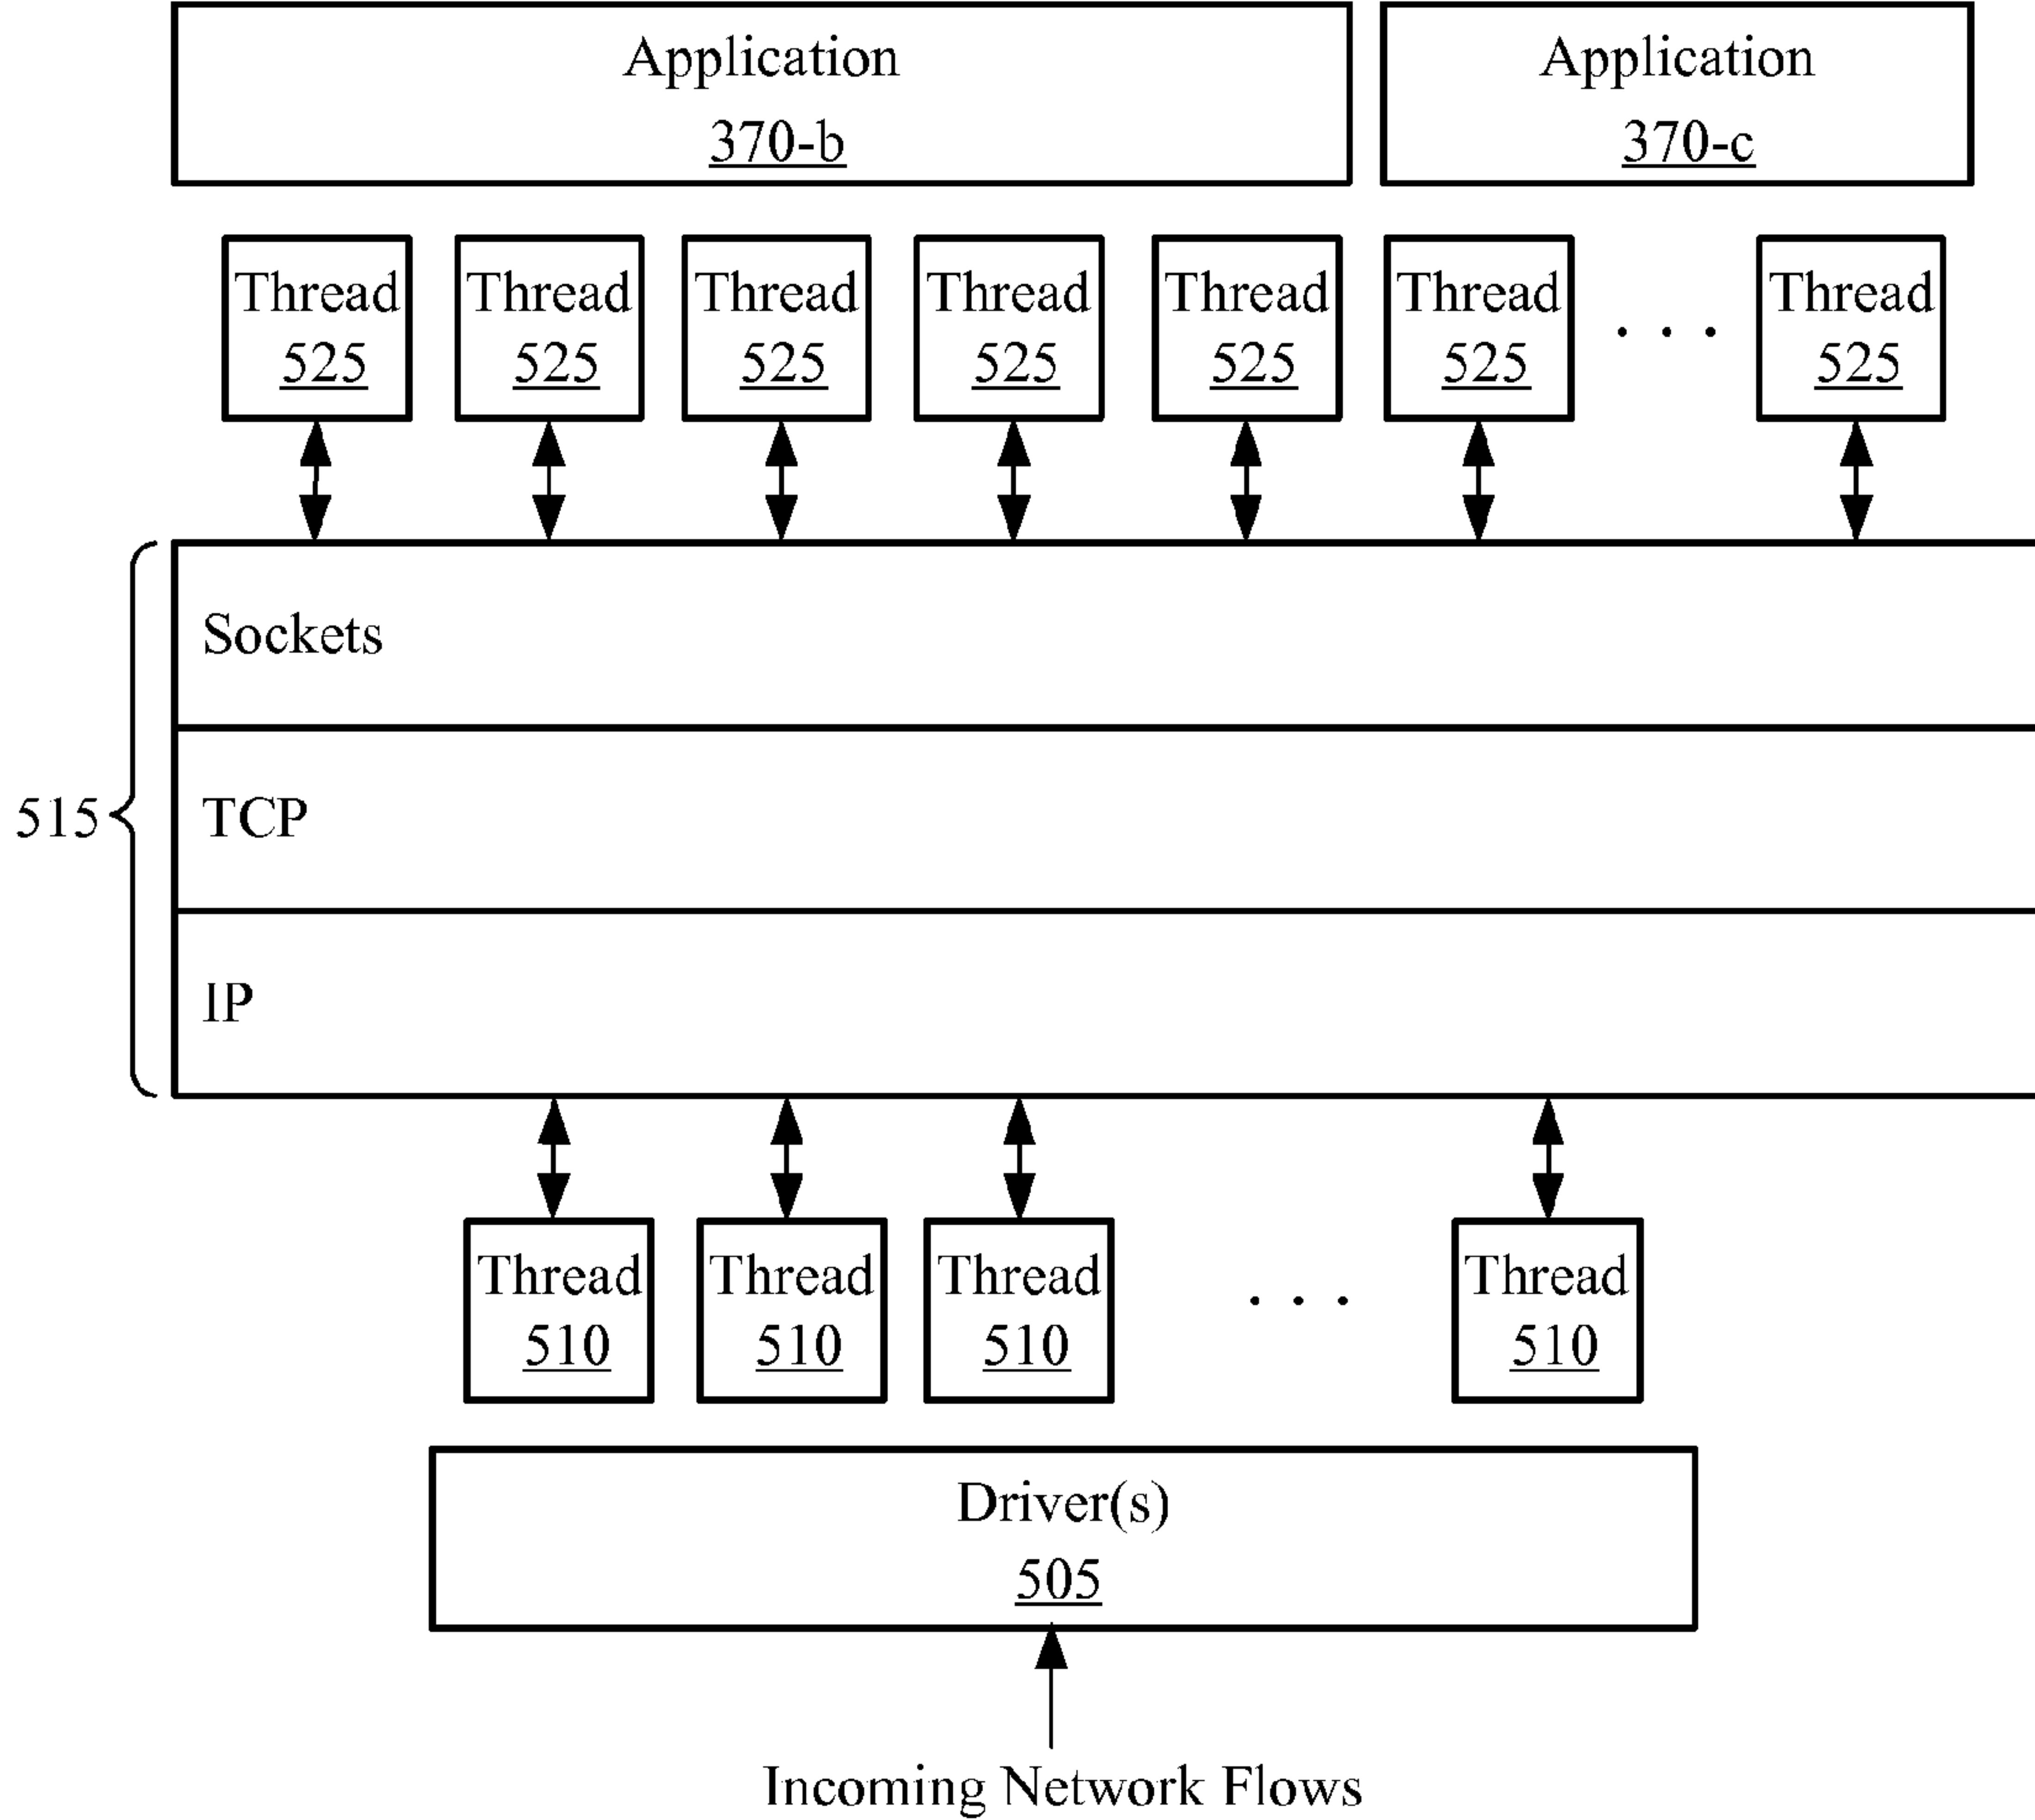 Application
370-b
Application
370-c
Thread
525
Thread
525
Thread
525
Thread
525
Thread
525
Thread
525
. . .
Thread
525
515
Sockets
TCP
IP
Thread
510
Thread
510
Thread
510
. . .
Thread
510
Driver(s)
505
Incoming Network Flows